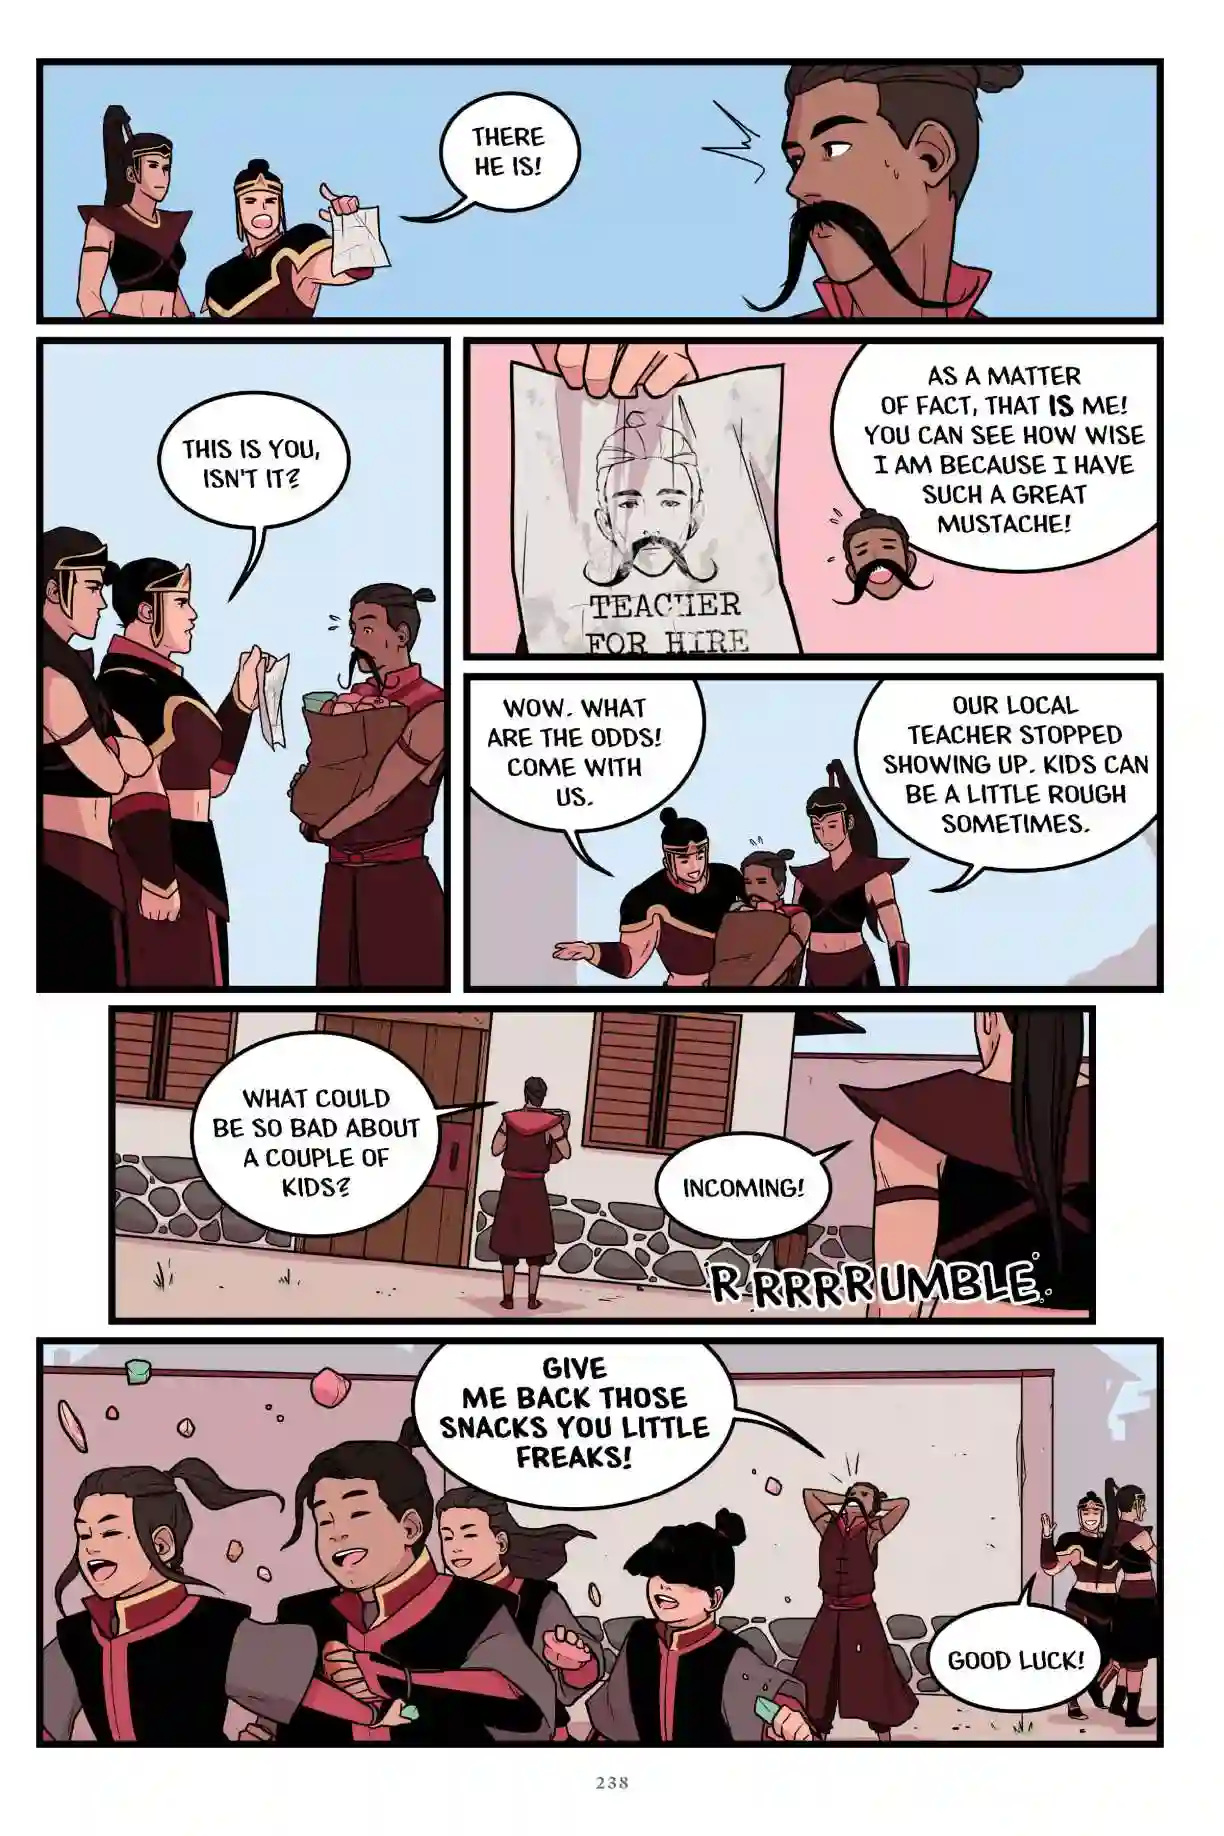 THERE
HE IS!
THIS IS YOU,
ISN'T IT?
TEACHER
FOR HIRE
AS A MATTER
OF FACT, THAT IS ME!
YOU CAN SEE HOW WISE
I AM BECAUSE I HAVE
SUCH A GREAT
MUSTACHE!
WOW. WHAT
ARE THE ODDS!
COME WITH
US.
OUR LOCAL
TEACHER STOPPED
SHOWING UP. KIDS CAN
BE A LITTLE ROUGH
SOMETIMES.
WHAT COULD
BE SO BAD ABOUT
A COUPLE OF
KIDS?
INCOMING!
R RRRRRUMBLE
GIVE
ME BACK THOSE
SNACKS YOU LITTLE
FREAKS!
GOOD LUCK!
238